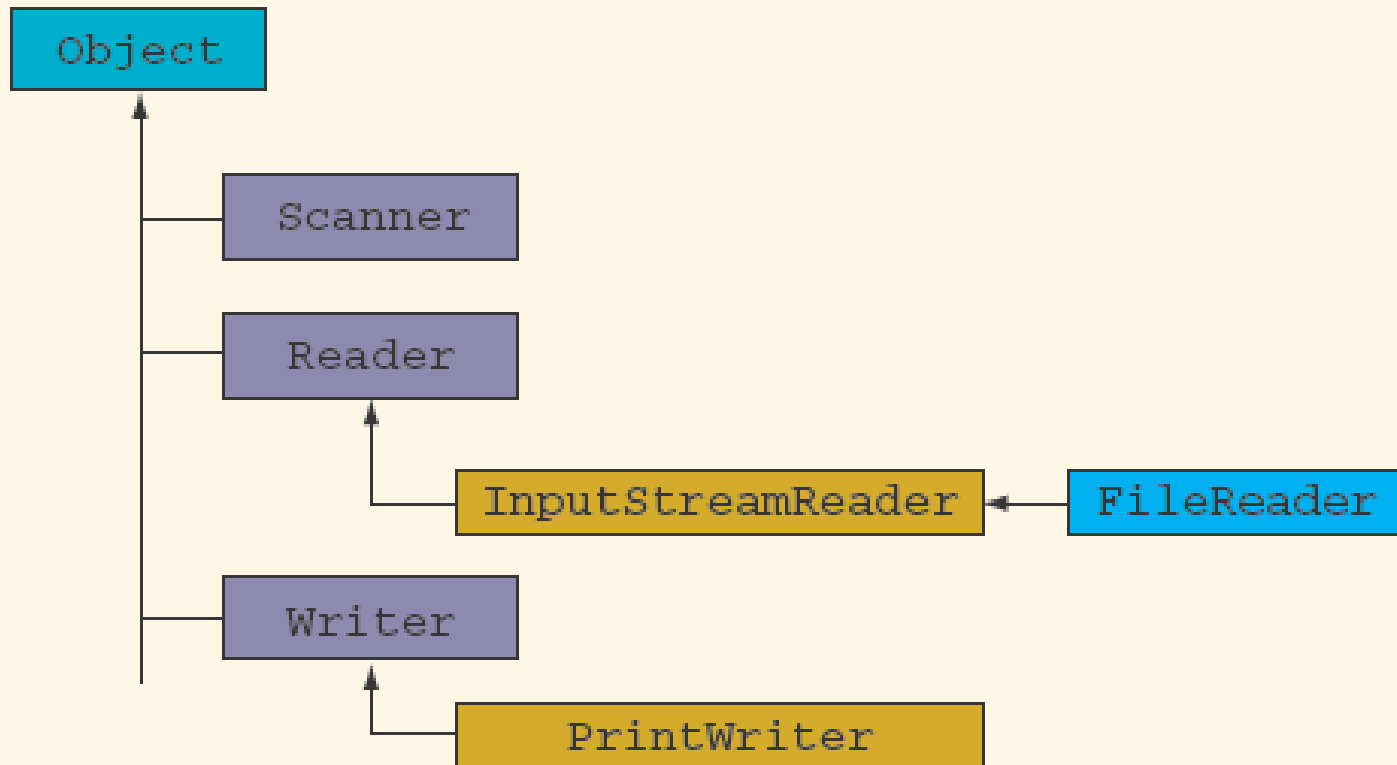 Object
Scanner
Reader
InputStreamReader
FileReader
Writer
PrintWriter